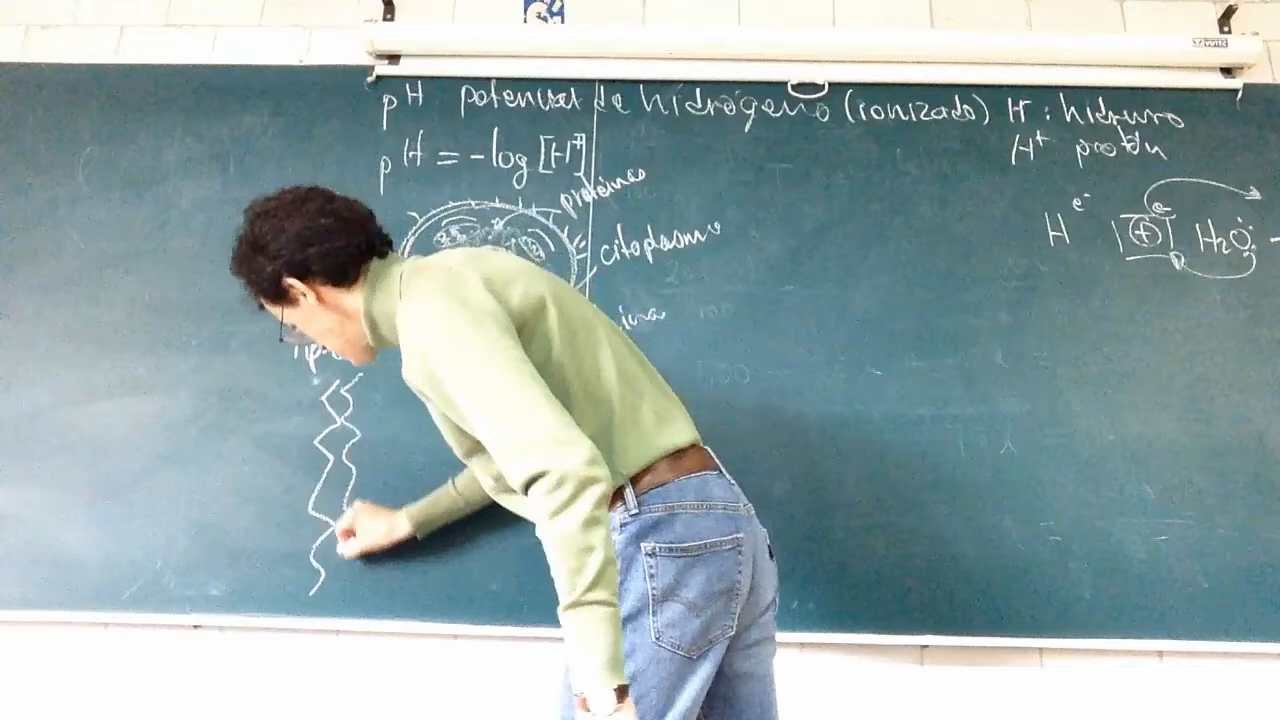 pH potencial de hidrógeno (ionizado) H⁻ : hidruro
H⁺ protón
pH = -log [H⁺]
proteínas
citoplasma
H e⁻ (+) e⁻ H₂O